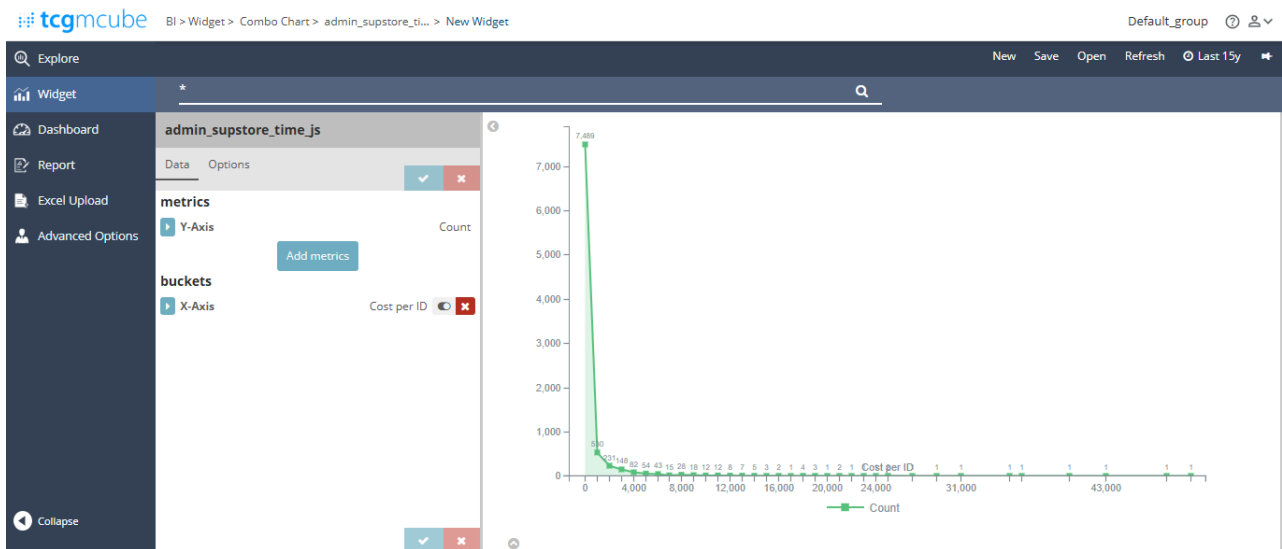 tcgmcube BI > Widget > Combo Chart > admin_supstore_ti... > New Widget Default_group
Explore New Save Open Refresh Last 15y
Widget *
Dashboard
Report
Excel Upload
Advanced Options
Collapse
admin_supstore_time_js
Data Options
metrics
Y-Axis Count
Add metrics
buckets
X-Axis Cost per ID
7,489
7,000
6,000
5,000
4,000
3,000
2,000
1,000
0
231 148 82 54 43 15 28 18 12 12 8 7 5 3 2 1 4 3 1 2 1 Cost per ID 1 1 1 1 1 1 1 1
0 4,000 8,000 12,000 16,000 20,000 24,000 31,000 43,000
Count